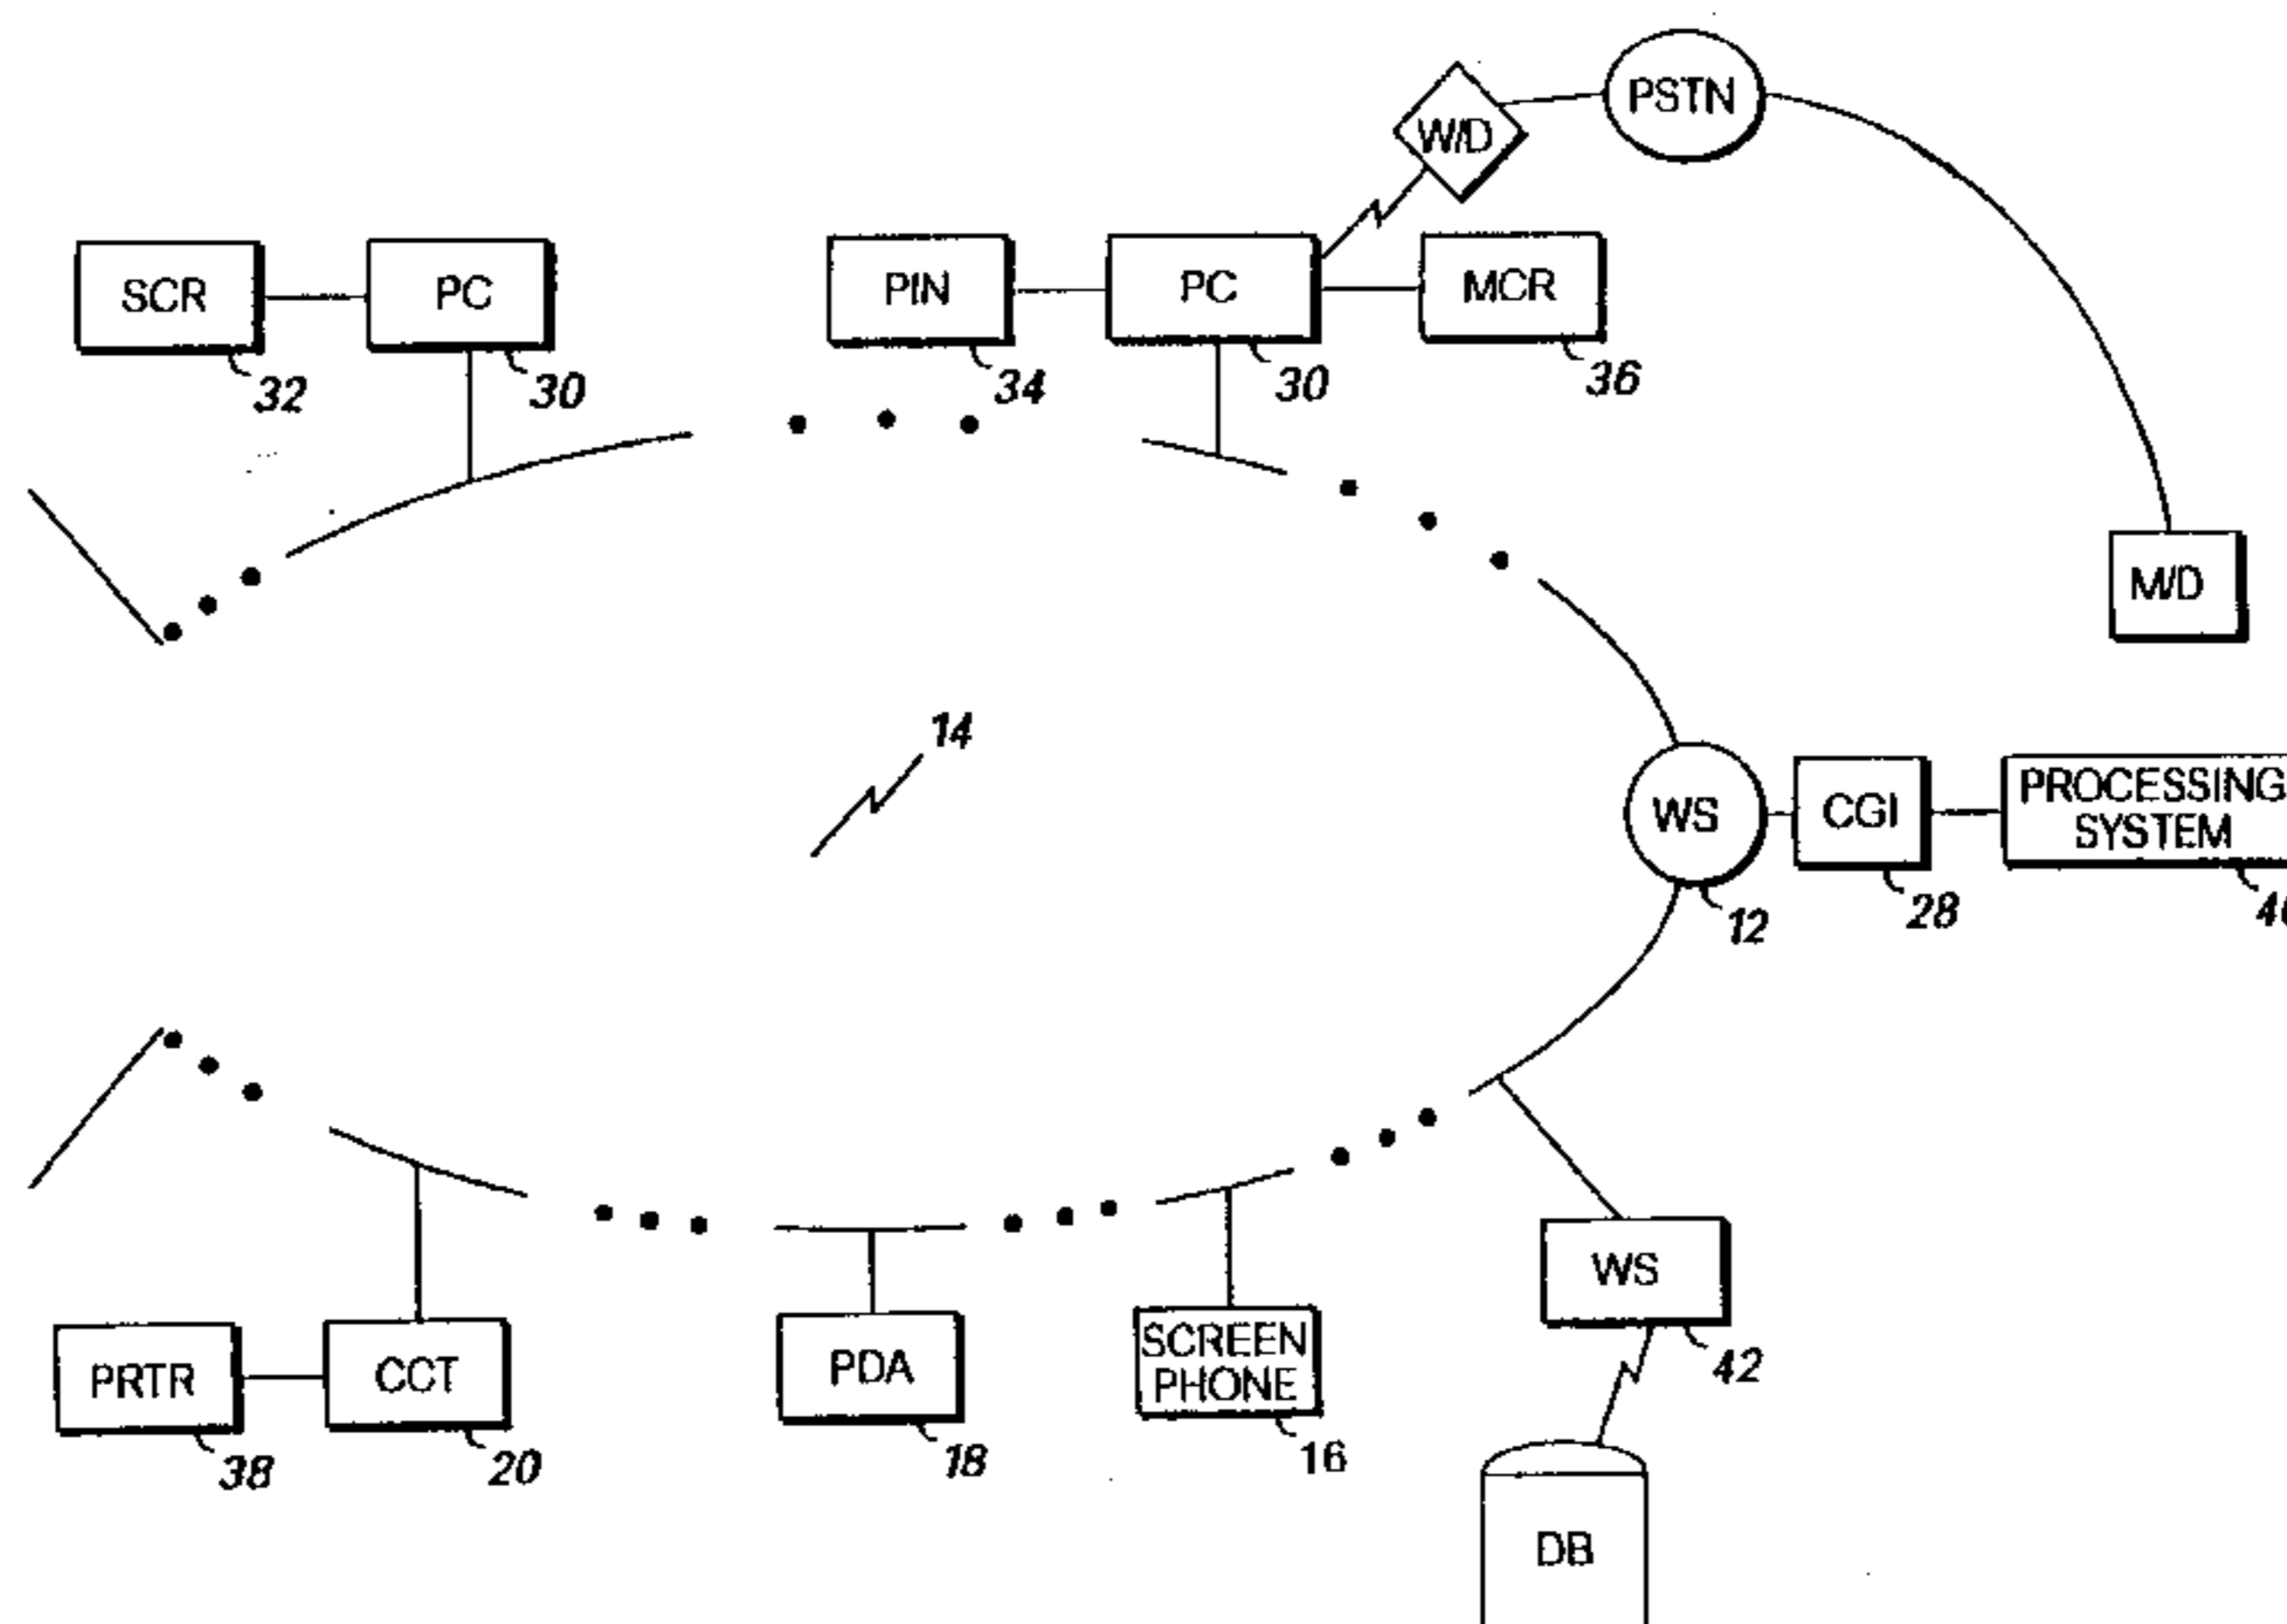 PSTN
W/D
SCR
PC
PIN
PC
MCR
32
30
34
30
36
M/D
14
WS
CGI
PROCESSING
SYSTEM
12
28
WS
42
PRTR
CCT
PDA
SCREEN
PHONE
38
20
18
16
DB